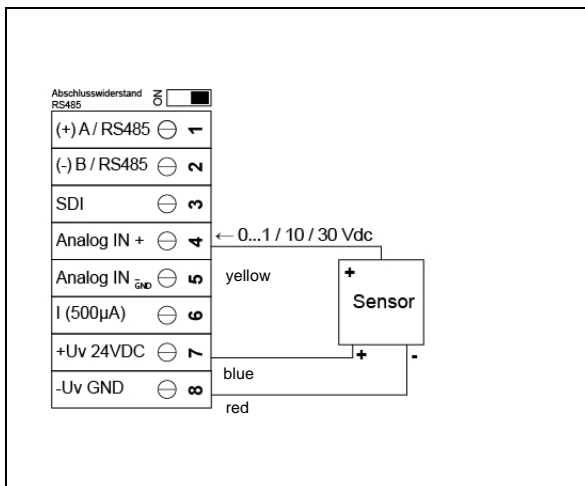 Abschlusswiderstand
RS485
ON
(+) A / RS485 1
(-) B / RS485 2
SDI 3
Analog IN + 4
← 0...1 / 10 / 30 Vdc
Analog IN - GND 5
yellow
+
Sensor
I (500µA) 6
+Uv 24VDC 7
+ -
blue
-Uv GND 8
red